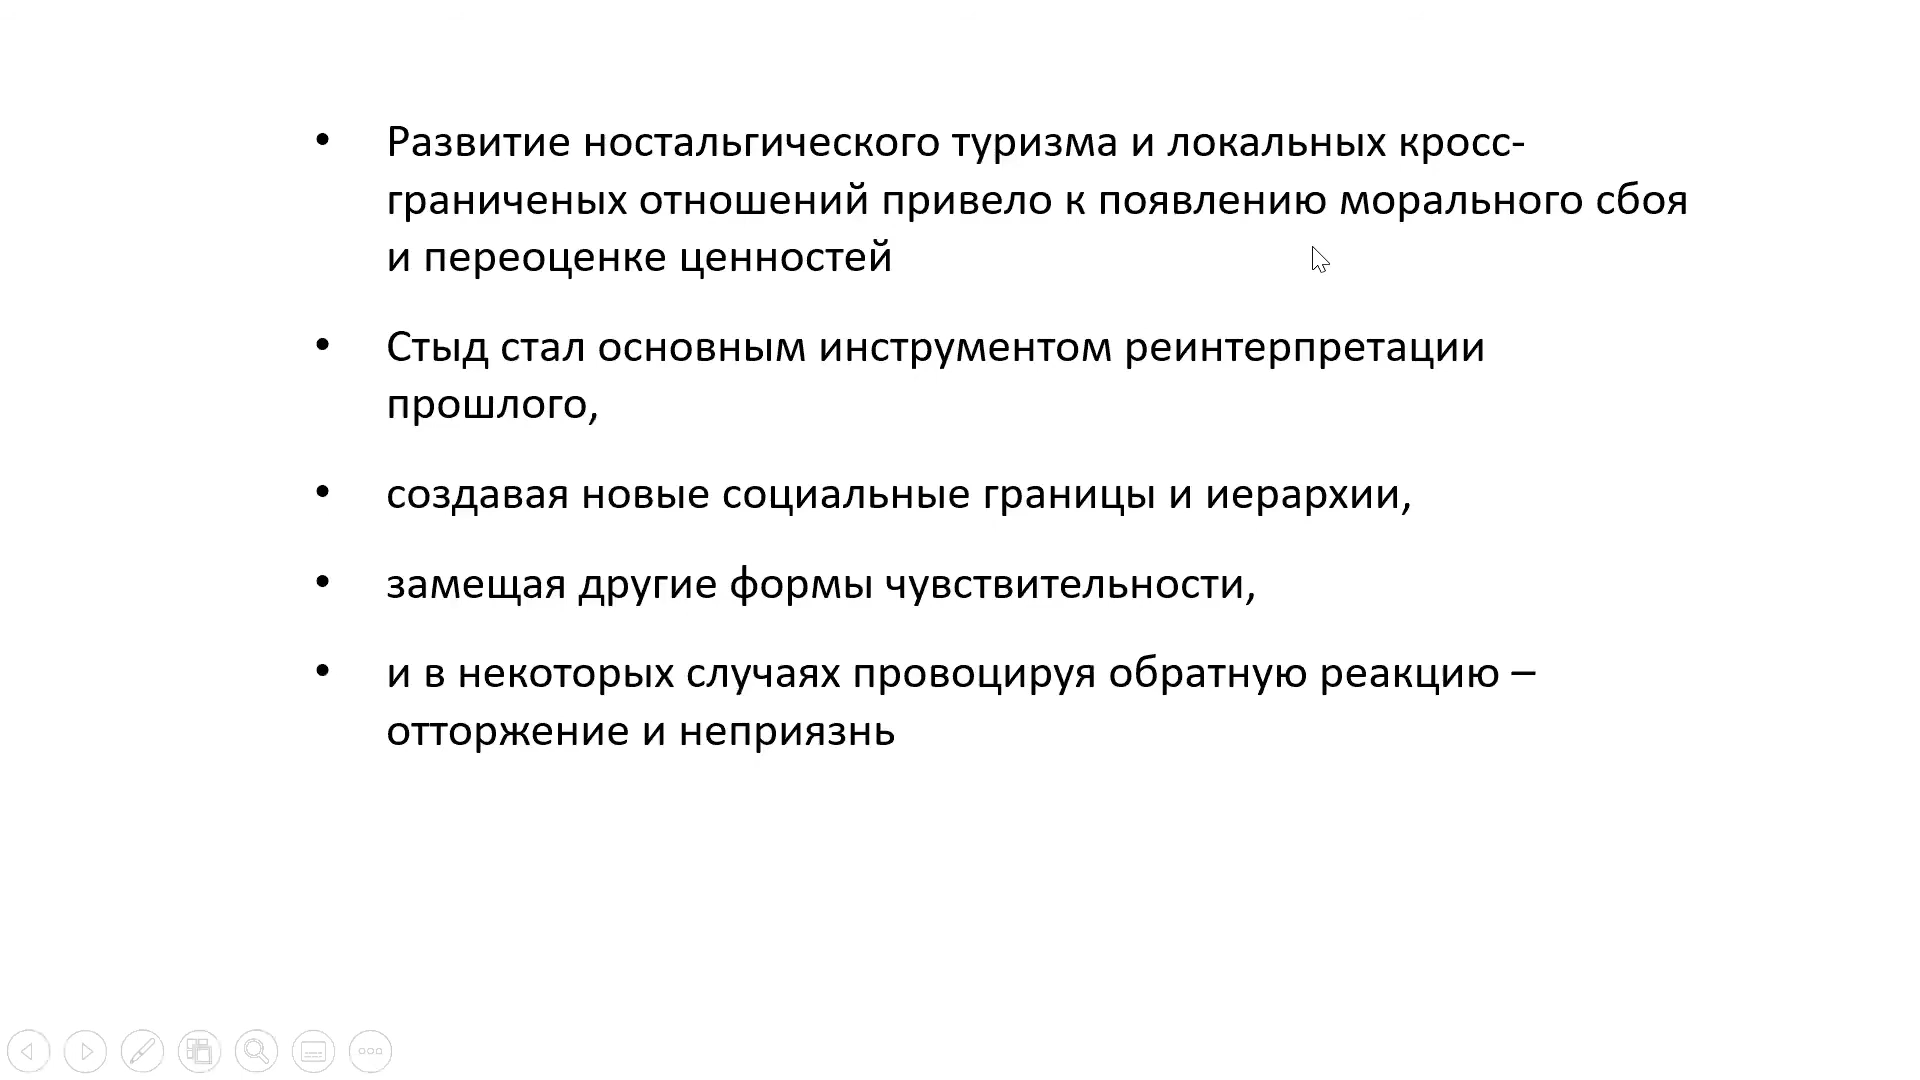 • Развитие ностальгического туризма и локальных кросс-
граниченых отношений привело к появлению морального сбоя
и переоценке ценностей
• Стыд стал основным инструментом реинтерпретации
прошлого,
• создавая новые социальные границы и иерархии,
• замещая другие формы чувствительности,
• и в некоторых случаях провоцируя обратную реакцию –
отторжение и неприязнь